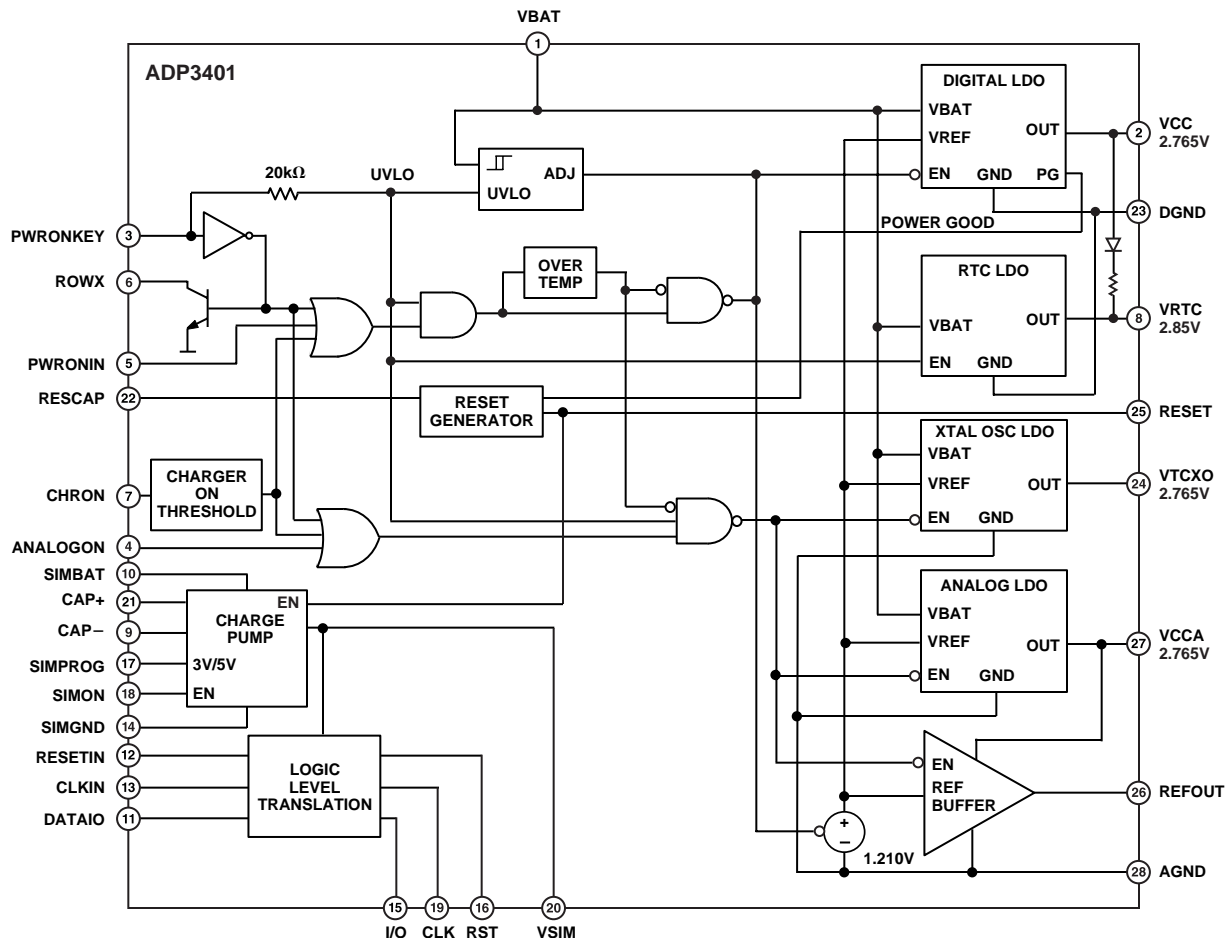 VBAT
1
ADP3401
DIGITAL LDO
VBAT
VREF
OUT
EN
GND
PG
2
VCC
2.765V
20kΩ
UVLO
UVLO
ADJ
23
DGND
POWER GOOD
PWRONKEY
3
ROWX
6
OVER
TEMP
RTC LDO
VBAT
OUT
EN
GND
8
VRTC
2.85V
PWRONIN
5
RESCAP
22
RESET
GENERATOR
25
RESET
XTAL OSC LDO
VBAT
VREF
OUT
EN
GND
24
VTCXO
2.765V
CHRON
7
CHARGER
ON
THRESHOLD
ANALOGON
4
SIMBAT
10
CAP+
21
CAP−
9
SIMPROG
17
SIMON
18
SIMGND
14
EN
CHARGE
PUMP
3V/5V
EN
ANALOG LDO
VBAT
VREF
OUT
EN
GND
27
VCCA
2.765V
RESETIN
12
CLKIN
13
DATAIO
11
LOGIC
LEVEL
TRANSLATION
EN
REF
BUFFER
26
REFOUT
+
−
1.210V
28
AGND
15
19
16
20
I/O
CLK
RST
VSIM